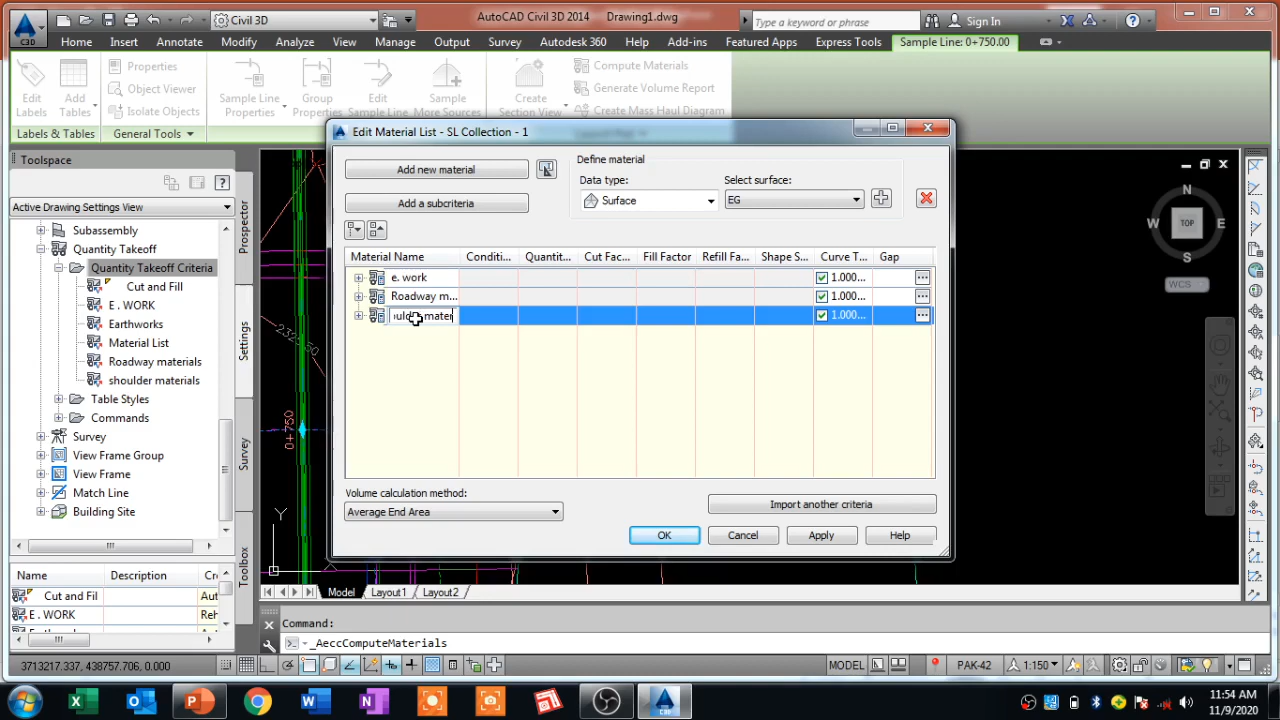 Civil 3D
AutoCAD Civil 3D 2014 Drawing1.dwg
Type a keyword or phrase
Sign In
C3D
Home Insert Annotate Modify Analyze View Manage Output Survey Autodesk 360 Help Add-ins Featured Apps Express Tools Sample Line: 0+750.00
Edit Labels
Add Tables
Properties
Object Viewer
Isolate Objects
Sample Line Properties
Group Properties
Edit Sample Line
Sample More Sources
Create Section View
Compute Materials
Generate Volume Report
Create Mass Haul Diagram
Labels & Tables
General Tools
Toolspace
Active Drawing Settings View
Subassembly
Quantity Takeoff
Quantity Takeoff Criteria
Cut and Fill
E . WORK
Earthworks
Material List
Roadway materials
shoulder materials
Table Styles
Commands
Survey
View Frame Group
View Frame
Match Line
Building Site
Name Description Cre
Cut and Fil Aut
E . WORK Reh
Prospector
Settings
Survey
Toolbox
Edit Material List - SL Collection - 1
Add new material
Add a subcriteria
Define material
Data type:
Surface
Select surface:
EG
Material Name Conditi... Quantit... Cut Fac... Fill Factor Refill Fa... Shape S... Curve T... Gap
e. work 1.000... ...
Roadway m... 1.000... ...
mater 1.000... ...
Volume calculation method:
Average End Area
Import another criteria
OK Cancel Apply Help
0+750
N
W TOP E
S
WCS
Y
Model Layout1 Layout2
Command:
_AeccComputeMaterials
3713217.337, 438757.706, 0.000
MODEL
PAK-42
1:150
11:54 AM
11/9/2020